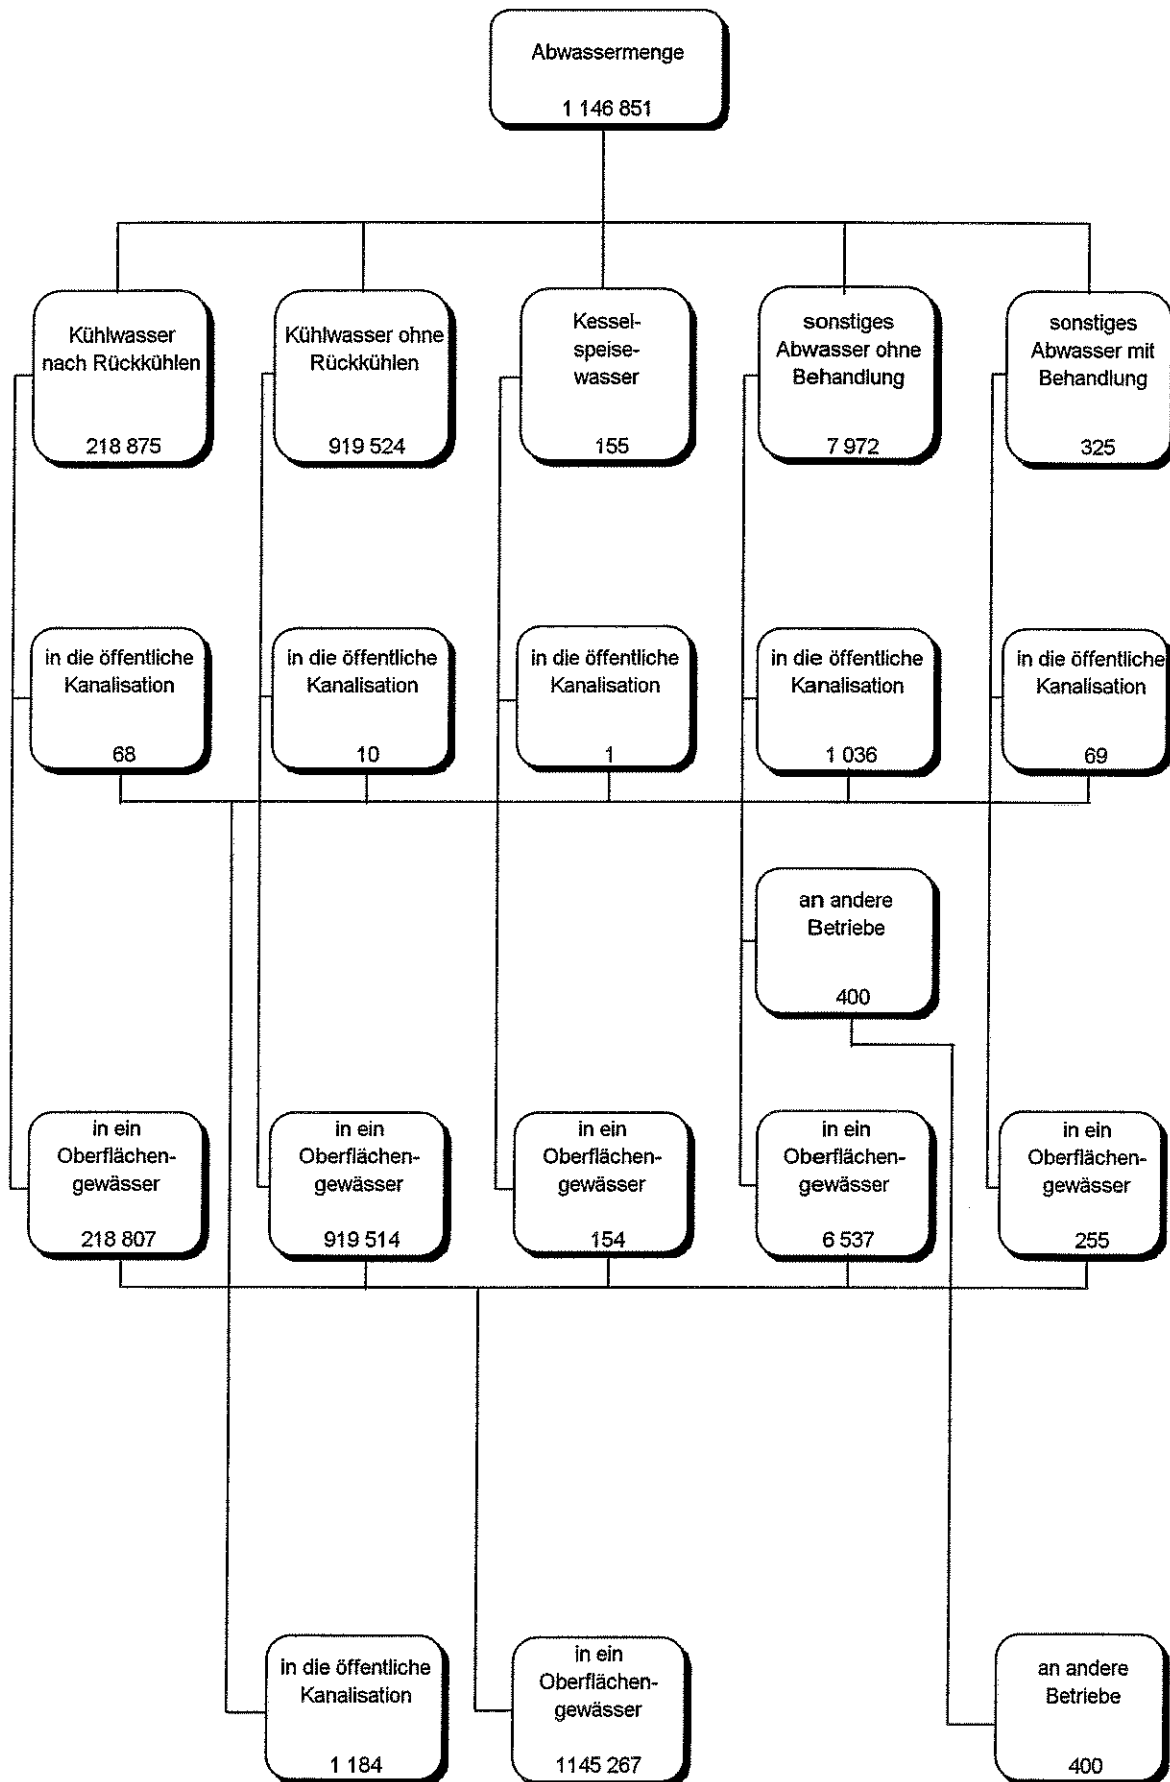 Abwassermenge
1 146 851
Kühlwasser
nach Rückkühlen
218 875
Kühlwasser ohne
Rückkühlen
919 524
Kessel-
speise-
wasser
155
sonstiges
Abwasser ohne
Behandlung
7 972
sonstiges
Abwasser mit
Behandlung
325
in die öffentliche
Kanalisation
68
in die öffentliche
Kanalisation
10
in die öffentliche
Kanalisation
1
in die öffentliche
Kanalisation
1 036
in die öffentliche
Kanalisation
69
an andere
Betriebe
400
in ein
Oberflächen-
gewässer
218 807
in ein
Oberflächen-
gewässer
919 514
in ein
Oberflächen-
gewässer
154
in ein
Oberflächen-
gewässer
6 537
in ein
Oberflächen-
gewässer
255
in die öffentliche
Kanalisation
1 184
in ein
Oberflächen-
gewässer
1145 267
an andere
Betriebe
400